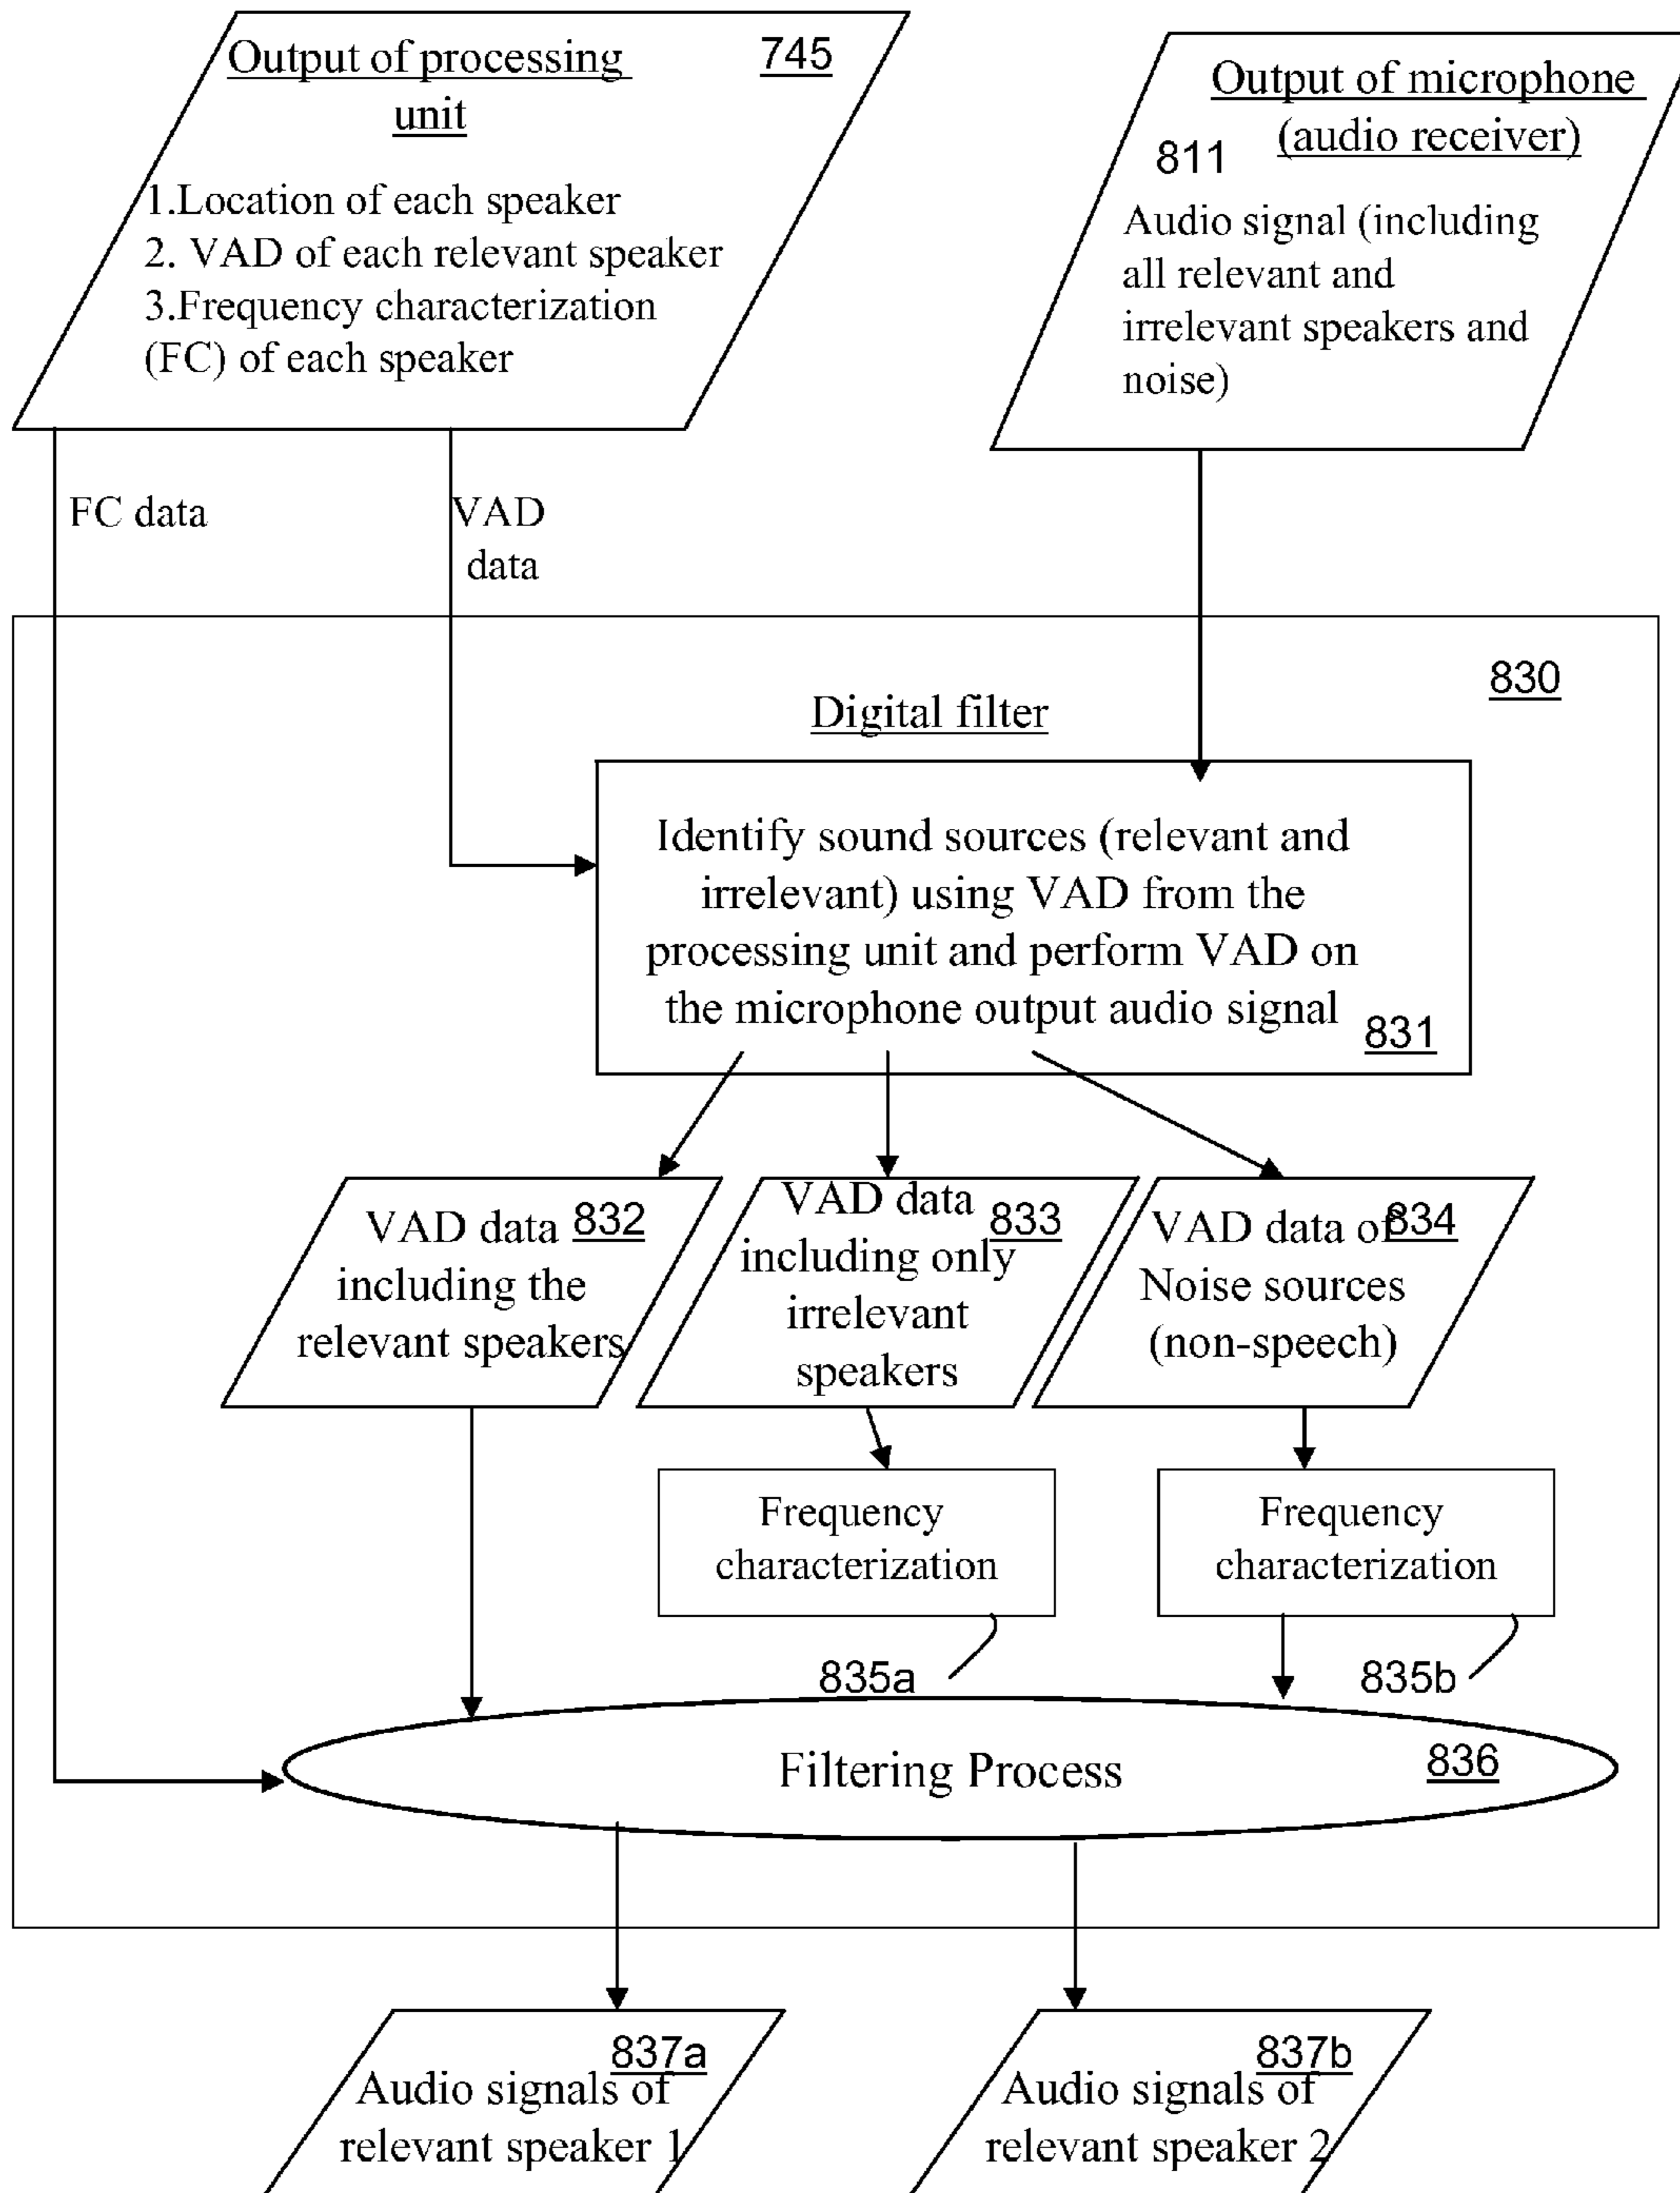 Output of processing
unit
745
1.Location of each speaker
2. VAD of each relevant speaker
3.Frequency characterization
(FC) of each speaker
Output of microphone
(audio receiver)
811
Audio signal (including
all relevant and
irrelevant speakers and
noise)
FC data
VAD
data
830
Digital filter
Identify sound sources (relevant and
irrelevant) using VAD from the
processing unit and perform VAD on
the microphone output audio signal
831
VAD data 832
including the
relevant speakers
VAD data
833
including only
irrelevant
speakers
VAD data of 834
Noise sources
(non-speech)
Frequency
characterization
835a
Frequency
characterization
835b
Filtering Process
836
837a
Audio signals of
relevant speaker 1
837b
Audio signals of
relevant speaker 2